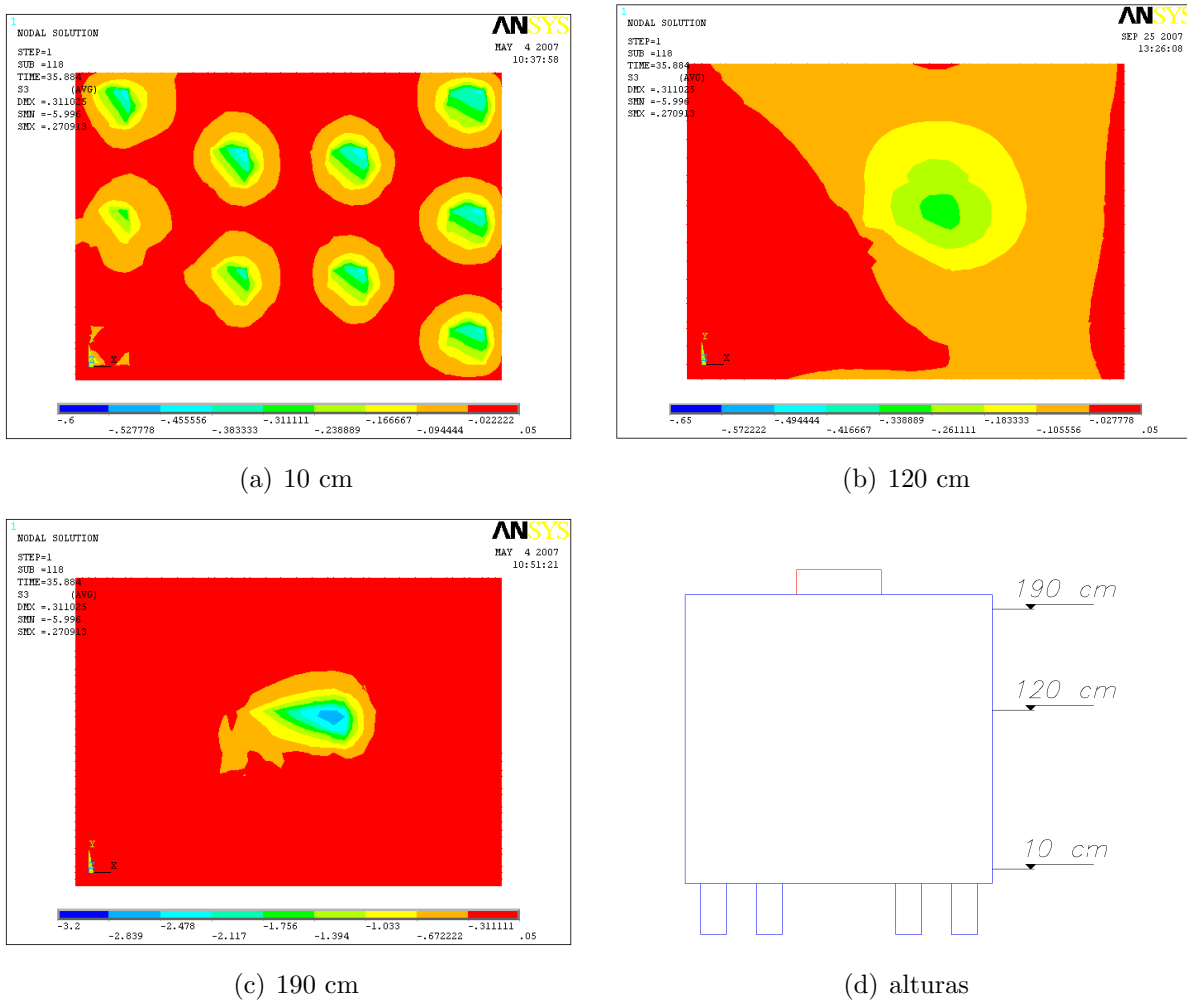 1
ANSYS
NODAL SOLUTION
MAY 4 2007
10:37:58
STEP=1
SUB =118
TIME=35.884
S3 (AVG)
DMX =.311025
SMN =-5.996
SMX =.270913
Y
Z X
-.6 -.455556 -.311111 -.166667 -.022222
-.527778 -.383333 -.238889 -.094444 .05
(a) 10 cm
1
ANSYS
NODAL SOLUTION
SEP 25 2007
13:26:08
STEP=1
SUB =118
TIME=35.884
S3 (AVG)
DMX =.311025
SMN =-5.996
SMX =.270913
Y
Z X
-.65 -.494444 -.338889 -.183333 -.027778
-.572222 -.416667 -.261111 -.105556 .05
(b) 120 cm
1
ANSYS
NODAL SOLUTION
MAY 4 2007
10:51:21
STEP=1
SUB =118
TIME=35.884
S3 (AVG)
DMX =.311025
SMN =-5.996
SMX =.270913
Y
Z X
-3.2 -2.478 -1.756 -1.033 -.311111
-2.839 -2.117 -1.394 -.672222 .05
(c) 190 cm
190 cm
120 cm
10 cm
(d) alturas